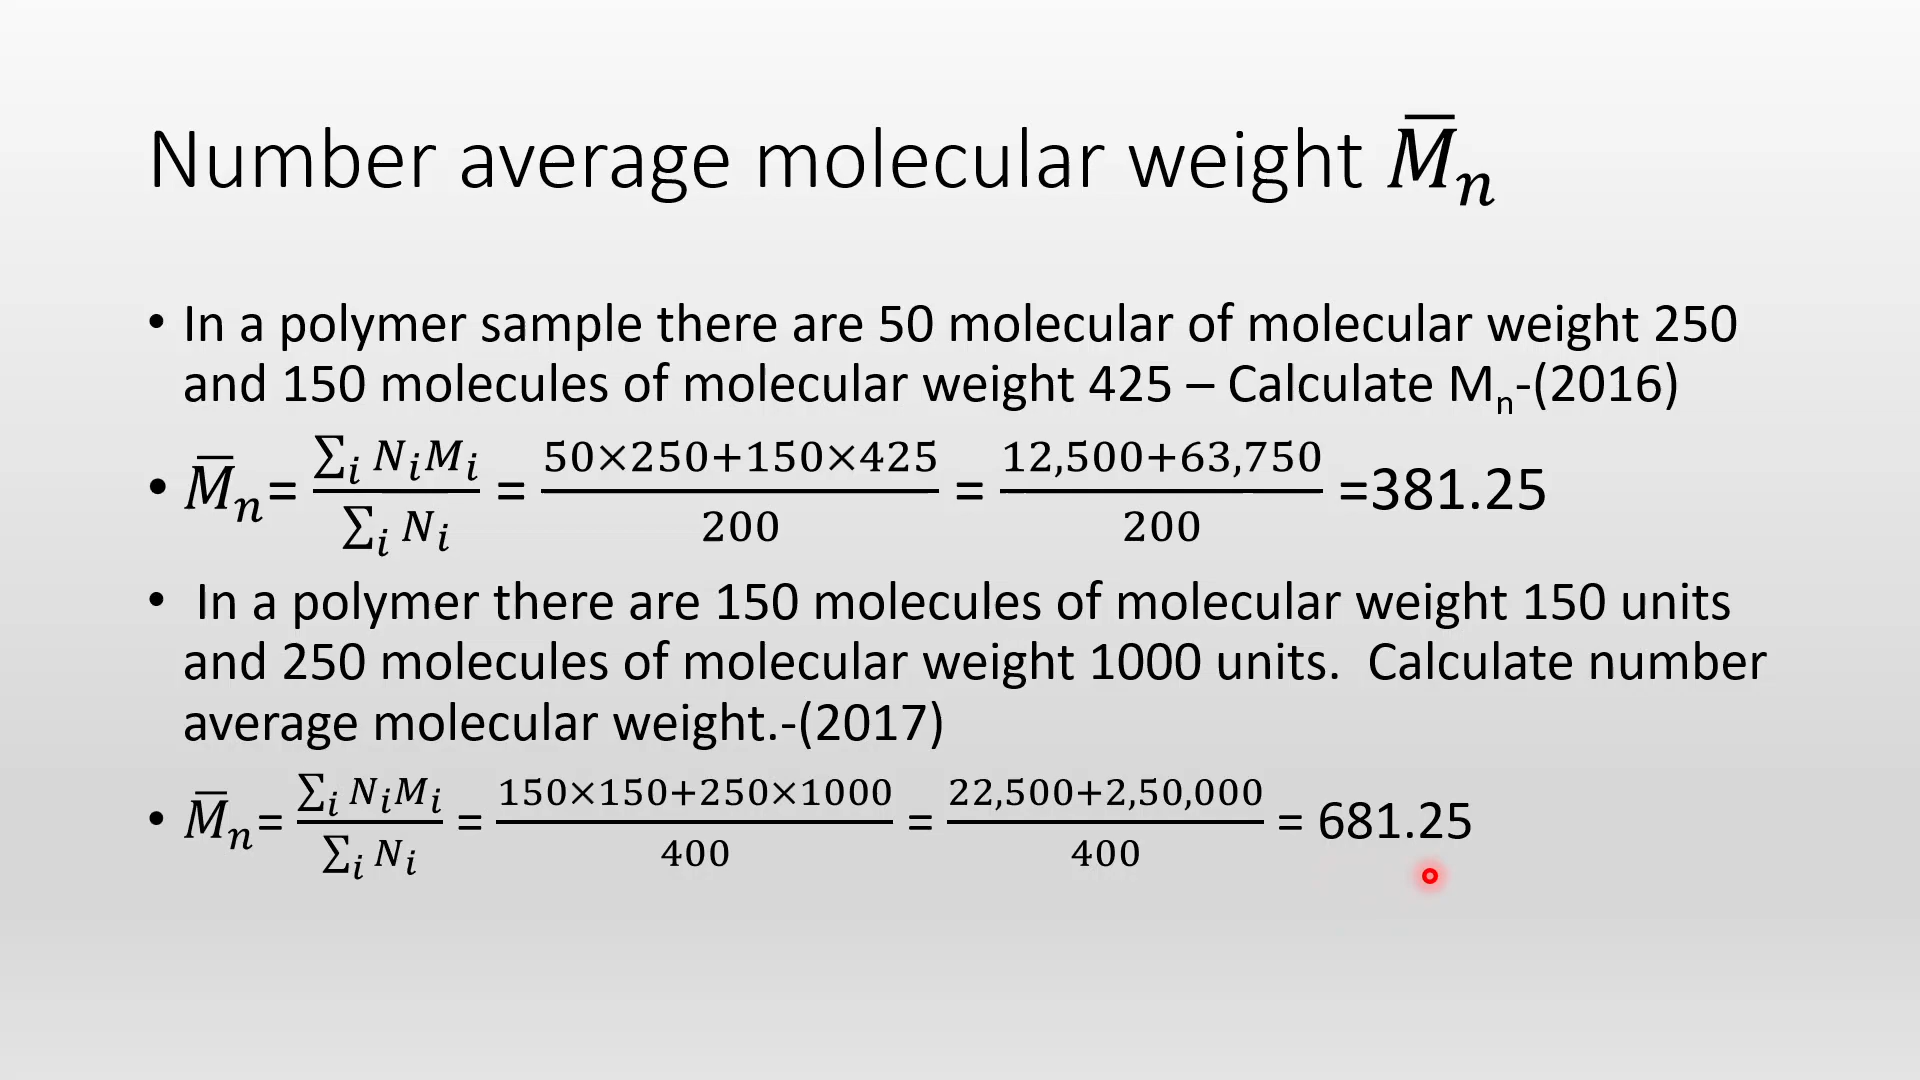 Number average molecular weight M̅ₙ
• In a polymer sample there are 50 molecular of molecular weight 250
and 150 molecules of molecular weight 425 – Calculate Mₙ-(2016)
• M̅ₙ= ∑ᵢ NᵢMᵢ / ∑ᵢ Nᵢ = 50×250+150×425 / 200 = 12,500+63,750 / 200 =381.25
• In a polymer there are 150 molecules of molecular weight 150 units
and 250 molecules of molecular weight 1000 units. Calculate number
average molecular weight.-(2017)
• M̅ₙ= ∑ᵢ NᵢMᵢ / ∑ᵢ Nᵢ = 150×150+250×1000 / 400 = 22,500+2,50,000 / 400 = 681.25